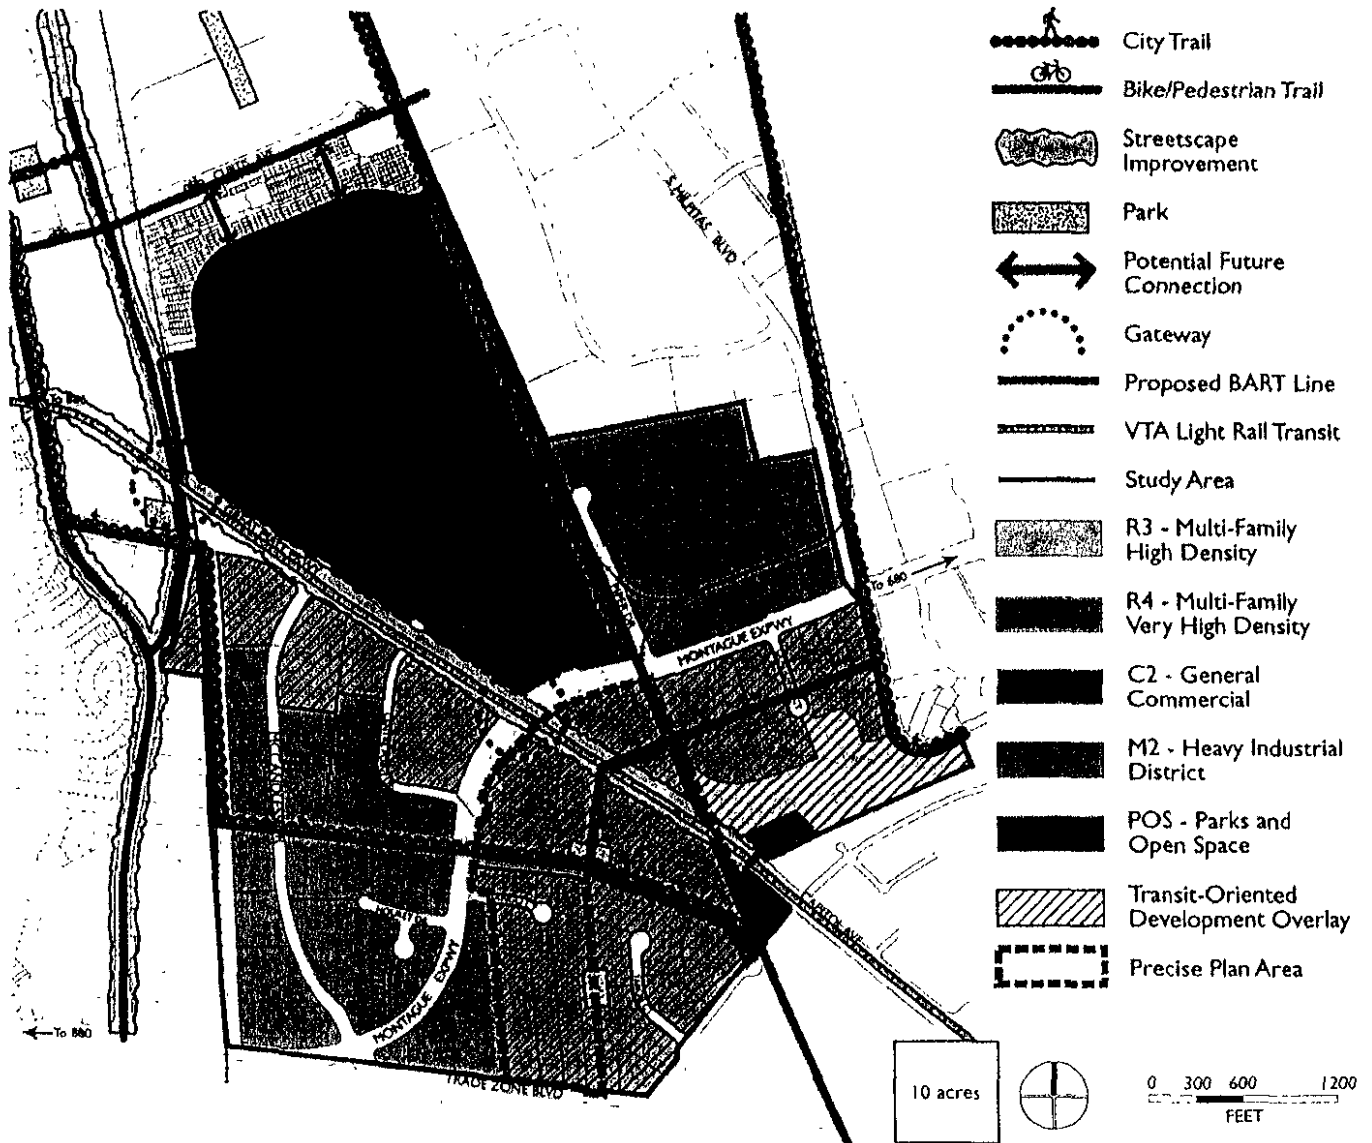 City Trail
Bike/Pedestrian Trail
Streetscape
Improvement
Park
Potential Future
Connection
Gateway
Proposed BART Line
VTA Light Rail Transit
Study Area
R3 - Multi-Family
High Density
R4 - Multi-Family
Very High Density
C2 - General
Commercial
M2 - Heavy Industrial
District
POS - Parks and
Open Space
Transit-Oriented
Development Overlay
Precise Plan Area
CURTIS AVE
S. MILPITAS BLVD
To 680
MONTAGUE EXPWY
CAPITOL AVE
MONTAGUE EXPWY
To 880
TRADE ZONE BLVD
10 acres
0 300 600 1200
FEET